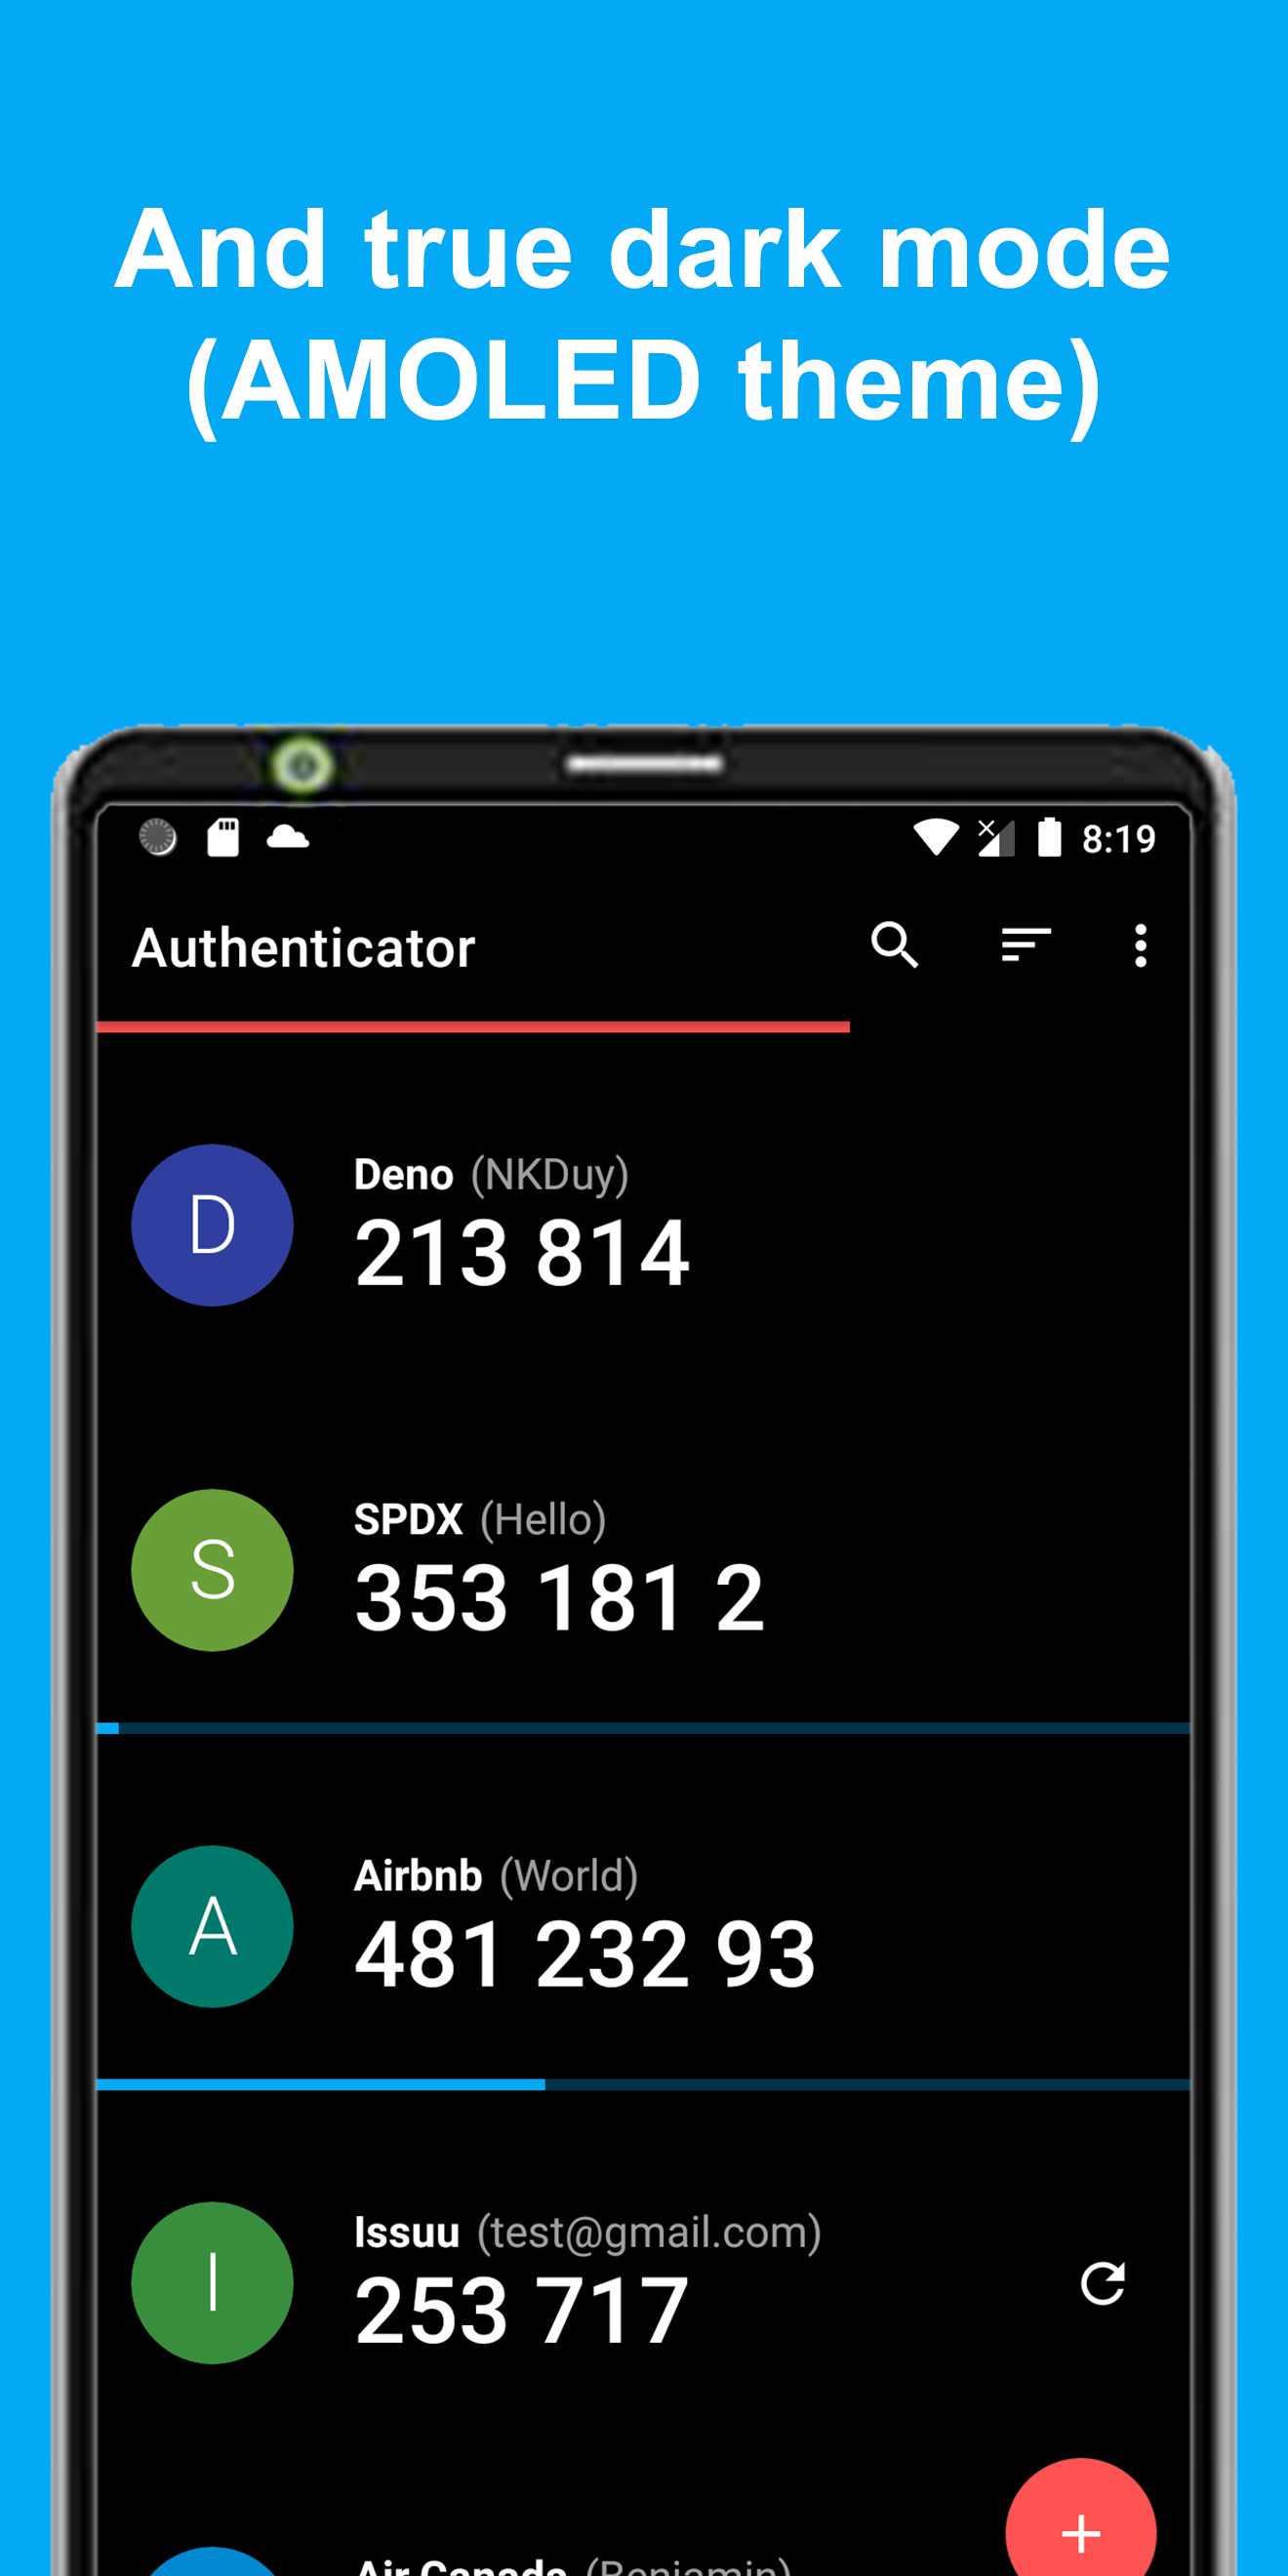 And true dark mode
(AMOLED theme)
8:19
Authenticator
D
Deno (NKDuy)
213 814
S
SPDX (Hello)
353 181 2
A
Airbnb (World)
481 232 93
I
Issuu (test@gmail.com)
253 717
+
Air Canada (Benjamin)